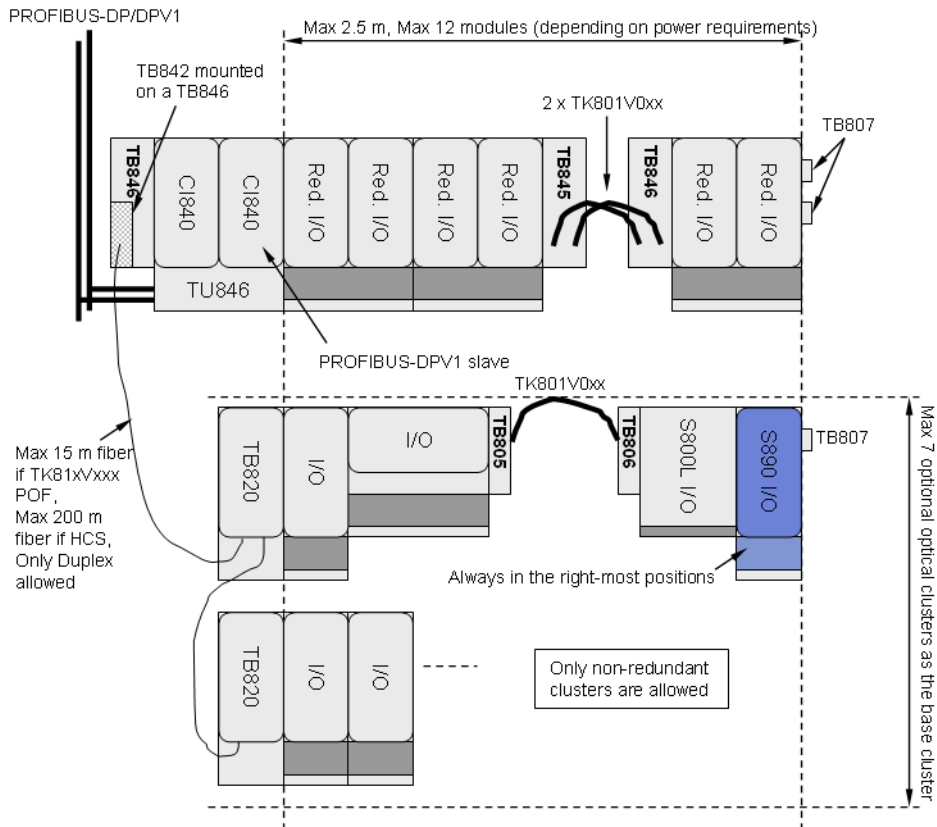 PROFIBUS-DP/DPV1
Max 2.5 m, Max 12 modules (depending on power requirements)
TB842 mounted
on a TB846
2 x TK801V0xx
TB807
TB846
CI840
CI840
Red. I/O
Red. I/O
Red. I/O
Red. I/O
TB845
TB846
Red. I/O
Red. I/O
TU846
PROFIBUS-DPV1 slave
TK801V0xx
TB820
I/O
I/O
TB805
TB806
S800L I/O
S890 I/O
TB807
Max 15 m fiber
if TK81xVxxx
POF,
Max 200 m
fiber if HCS,
Only Duplex
allowed
Always in the right-most positions
TB820
I/O
I/O
Only non-redundant
clusters are allowed
Max 7 optional optical clusters as the base cluster